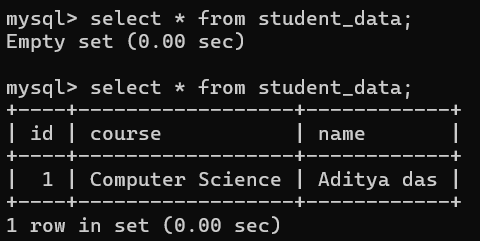 mysql> select * from student_data;
Empty set (0.00 sec)
mysql> select * from student_data;
+----+------------------+------------+
| id | course           | name       |
+----+------------------+------------+
|  1 | Computer Science | Aditya das |
+----+------------------+------------+
1 row in set (0.00 sec)